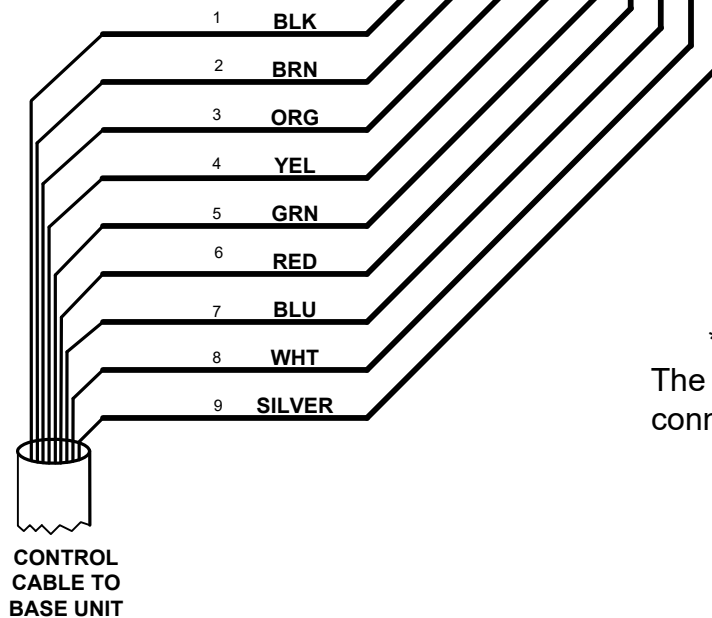 1 BLK
2 BRN
3 ORG
4 YEL
5 GRN
6 RED
7 BLU
8 WHT
9 SILVER
*
The
CONTROL
CABLE TO
BASE UNIT